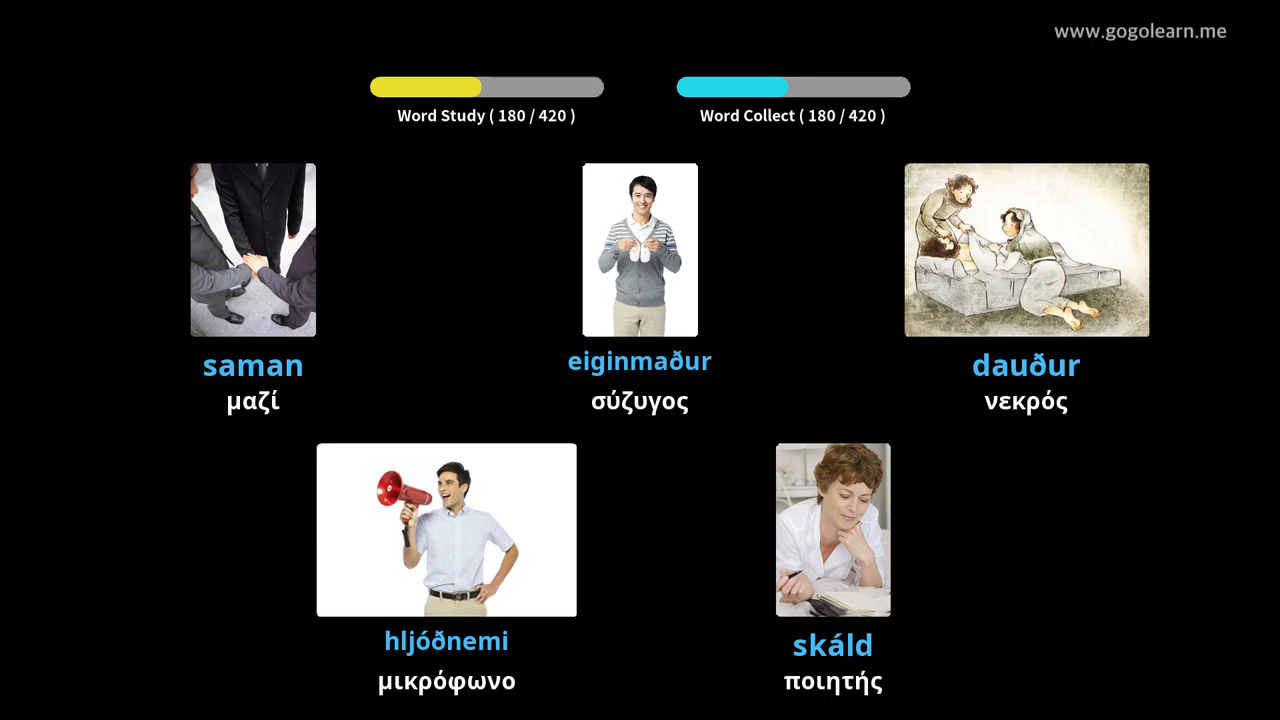 www.gogolearn.me
Word Study ( 180 / 420 )
Word Collect ( 180 / 420 )
saman
μαζί
eiginmaður
σύζυγος
dauður
νεκρός
hljóðnemi
μικρόφωνο
skáld
ποιητής